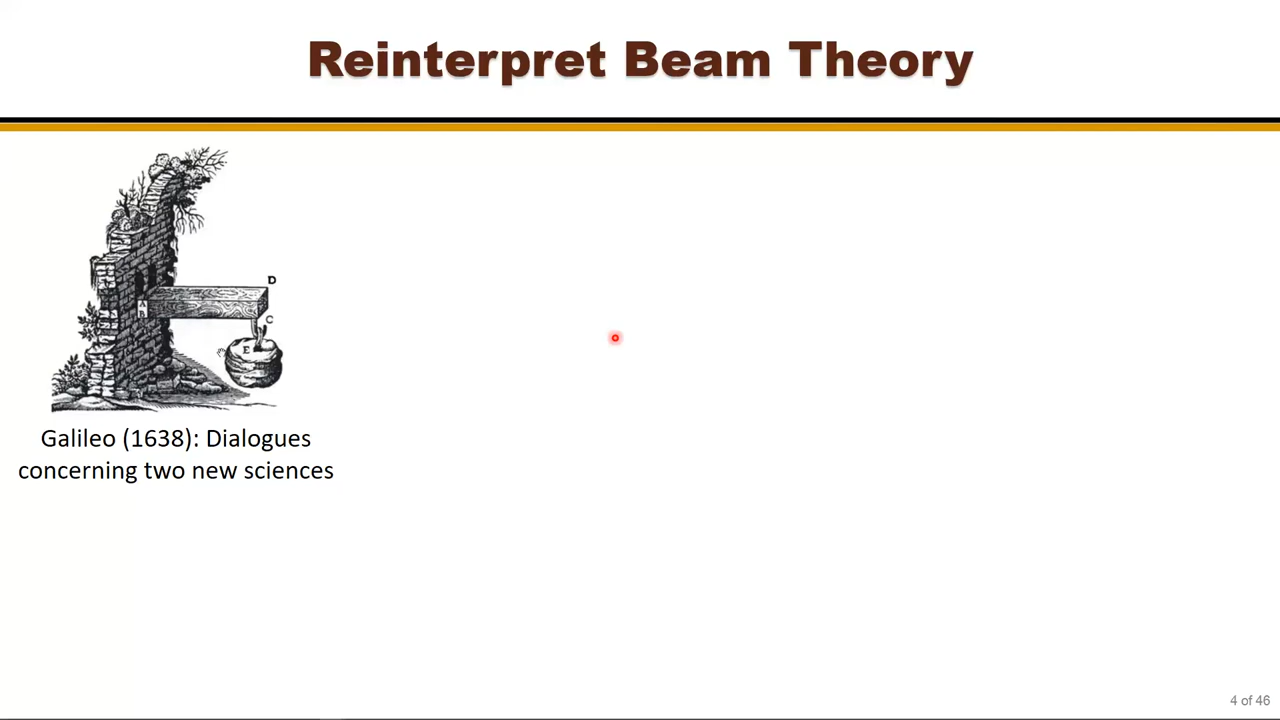 Reinterpret Beam Theory
D
A
B
C
E
Galileo (1638): Dialogues
concerning two new sciences
4 of 46